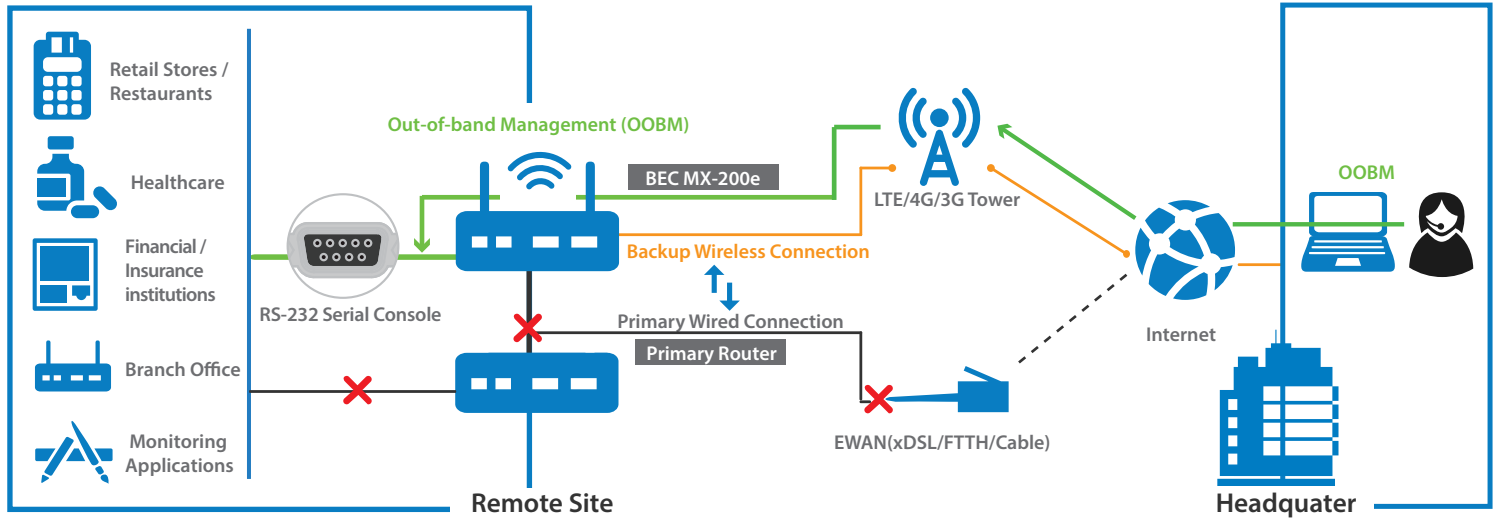 Retail Stores /
Restaurants
Healthcare
Financial /
Insurance
institutions
Branch Office
Monitoring
Applications
RS-232 Serial Console
Out-of-band Management (OOBM)
BEC MX-200e
Backup Wireless Connection
Primary Wired Connection
Primary Router
LTE/4G/3G Tower
EWAN(xDSL/FTTH/Cable)
Internet
OOBM
Remote Site
Headquater